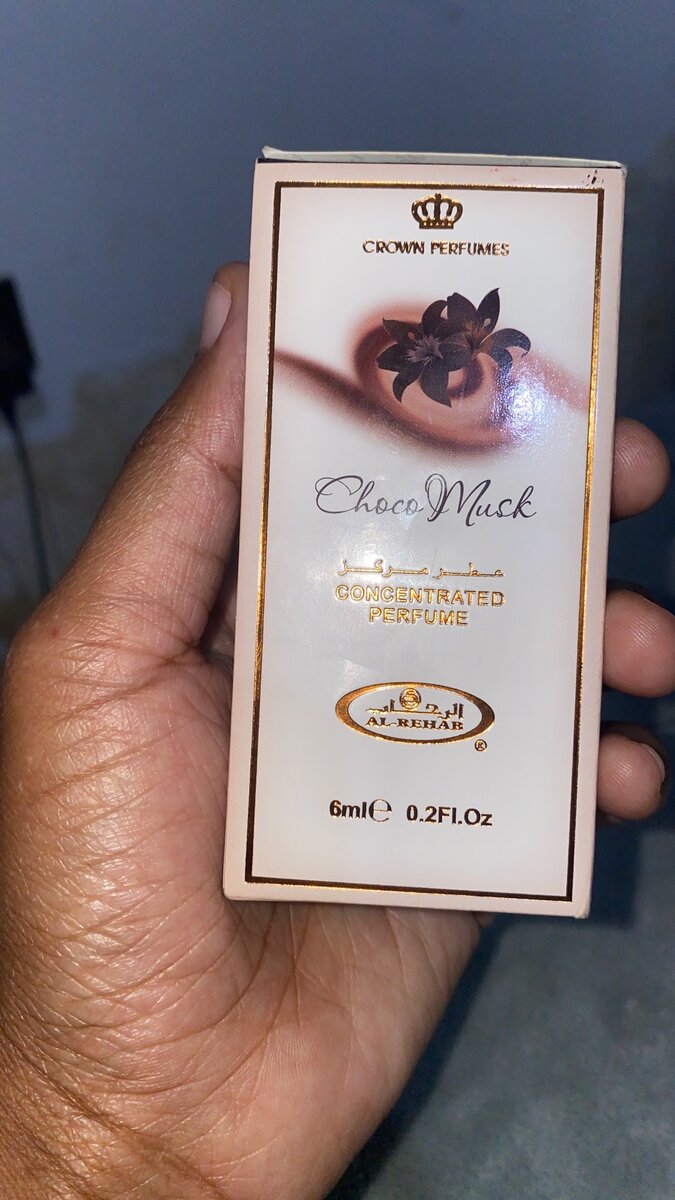 CROWN PERFUMES
Choco Musk
عطر مركز
CONCENTRATED
PERFUME
الرحاب
AL-REHAB
®
6ml℮ 0.2Fl.Oz